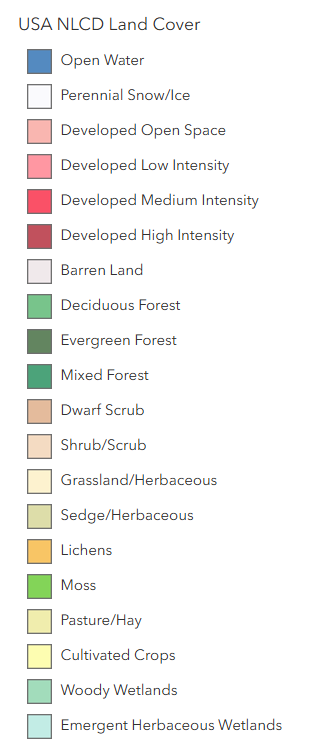 USA NLCD Land Cover
Open Water
Perennial Snow/Ice
Developed Open Space
Developed Low Intensity
Developed Medium Intensity
Developed High Intensity
Barren Land
Deciduous Forest
Evergreen Forest
Mixed Forest
Dwarf Scrub
Shrub/Scrub
Grassland/Herbaceous
Sedge/Herbaceous
Lichens
Moss
Pasture/Hay
Cultivated Crops
Woody Wetlands
Emergent Herbaceous Wetlands